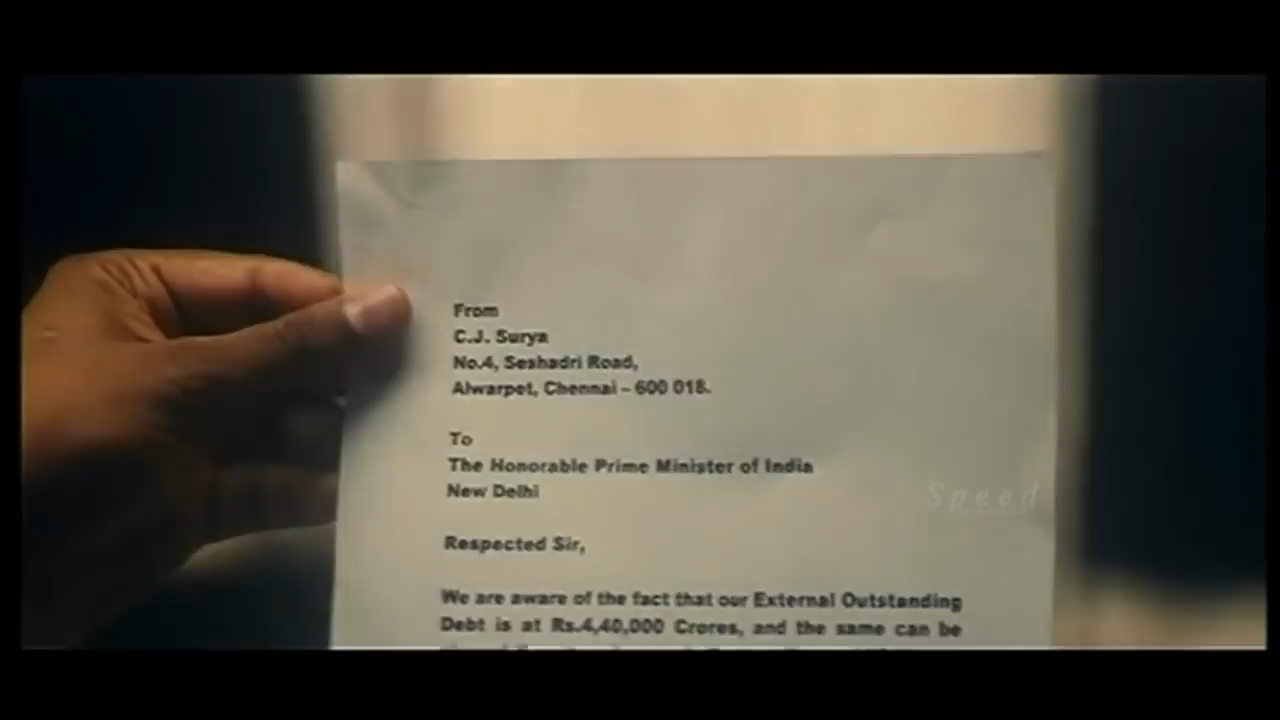 From
C.J. Surya
No.4, Seshadri Road,
Alwarpet, Chennai – 600 018.
To
The Honorable Prime Minister of India
New Delhi
Speed
Respected Sir,
We are aware of the fact that our External Outstanding
Debt is at Rs.4,40,000 Crores, and the same can be